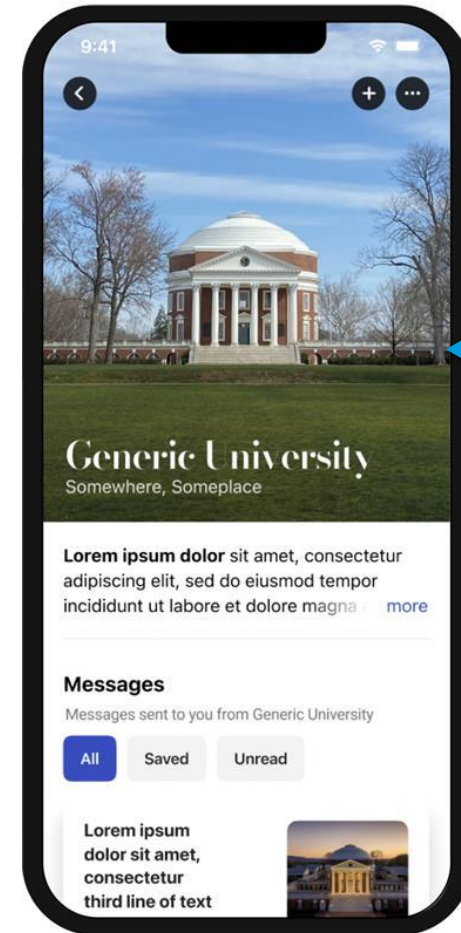 9:41
Generic University
Somewhere, Someplace
Lorem ipsum dolor sit amet, consectetur
adipiscing elit, sed do eiusmod tempor
incididunt ut labore et dolore magna more
Messages
Messages sent to you from Generic University
All Saved Unread
Lorem ipsum
dolor sit amet,
consectetur
third line of text